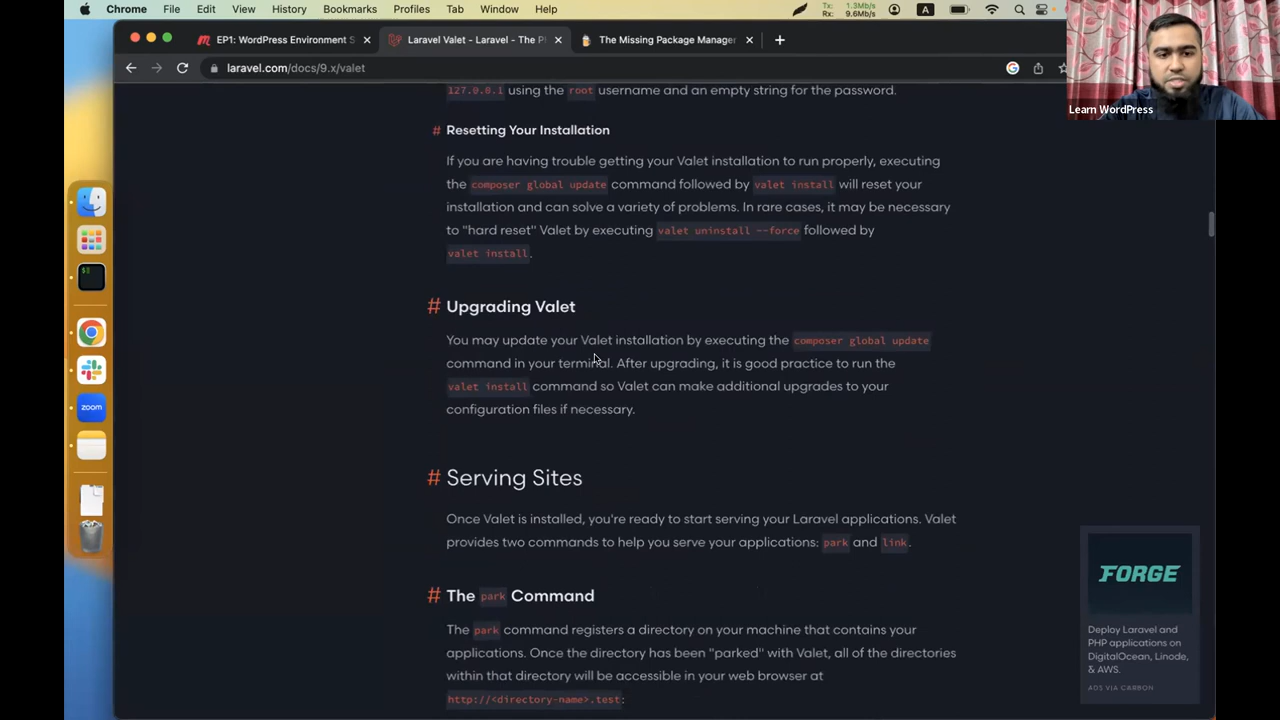 Chrome File Edit View History Bookmarks Profiles Tab Window Help
Tx: 1.3MB/s
Rx: 9.6MB/s
A
EP1: WordPress Environment S
Laravel Valet - Laravel - The P
The Missing Package Manager
laravel.com/docs/9.x/valet
Learn WordPress
127.0.0.1 using the root username and an empty string for the password.
# Resetting Your Installation
If you are having trouble getting your Valet installation to run properly, executing
the composer global update command followed by valet install will reset your
installation and can solve a variety of problems. In rare cases, it may be necessary
to "hard reset" Valet by executing valet uninstall --force followed by
valet install.
# Upgrading Valet
You may update your Valet installation by executing the composer global update
command in your terminal. After upgrading, it is good practice to run the
valet install command so Valet can make additional upgrades to your
configuration files if necessary.
# Serving Sites
Once Valet is installed, you're ready to start serving your Laravel applications. Valet
provides two commands to help you serve your applications: park and link.
# The park Command
The park command registers a directory on your machine that contains your
applications. Once the directory has been "parked" with Valet, all of the directories
within that directory will be accessible in your web browser at
http://<directory-name>.test:
zoom
FORGE
Deploy Laravel and
PHP applications on
DigitalOcean, Linode,
& AWS.
ADS VIA CARBON